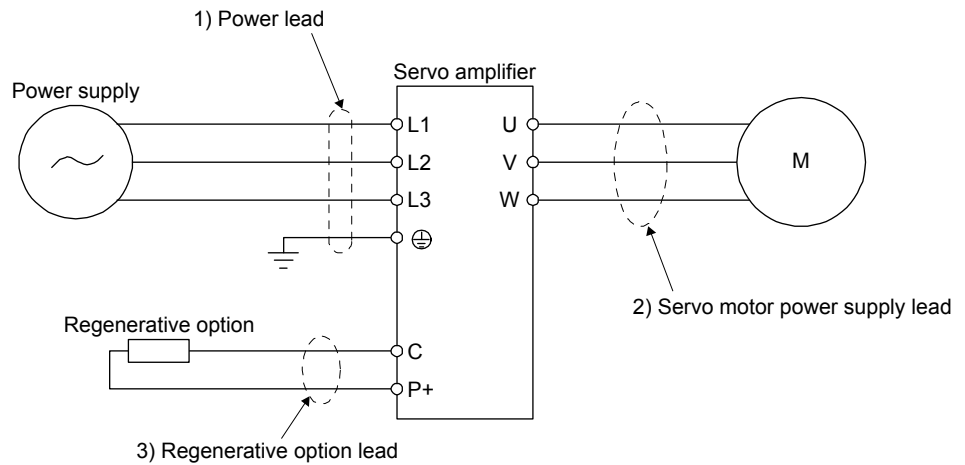 1) Power lead
Servo amplifier
Power supply
L1
U
L2
V
M
L3
W
2) Servo motor power supply lead
Regenerative option
C
P+
3) Regenerative option lead